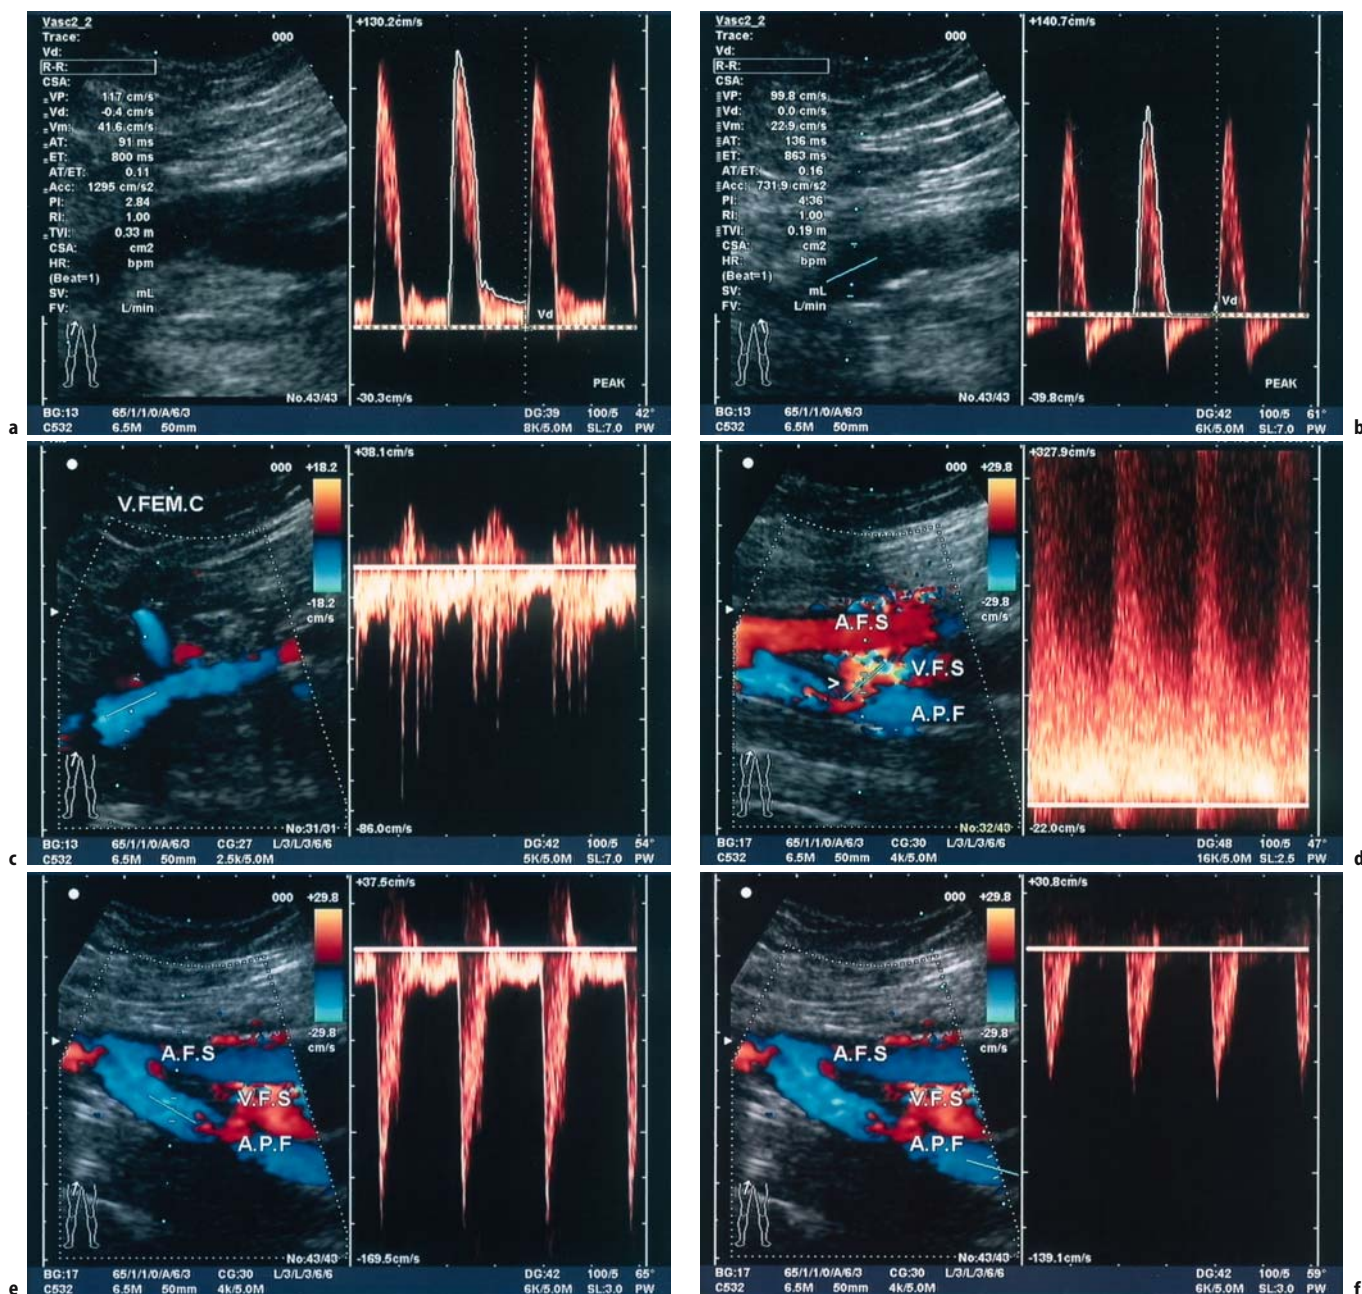 Vasc2_2
Trace:
Vd:
R-R:
CSA:
VP: 117 cm/s
Vd: -0.4 cm/s
Vm: 41.6 cm/s
AT: 91 ms
ET: 800 ms
AT/ET: 0.11
Acc: 1295 cm/s2
PI: 2.84
RI: 1.00
TVI: 0.33 m
CSA: cm2
HR: bpm
(Beat=1)
SV: mL
FV: L/min
000
No.43/43
+130.2cm/s
Vd
PEAK
-30.3cm/s
BG:13 65/1/1/0/A/6/3 DG:39 100/5 42°
C532 6.5M 50mm 8K/5.0M SL:7.0 PW
a
Vasc2_2
Trace:
Vd:
R-R:
CSA:
VP: 99.8 cm/s
Vd: 0.0 cm/s
Vm: 22.9 cm/s
AT: 136 ms
ET: 863 ms
AT/ET: 0.16
Acc: 731.9 cm/s2
PI: 4.36
RI: 1.00
TVI: 0.19 m
CSA: cm2
HR: bpm
(Beat=1)
SV: mL
FV: L/min
000
No.43/43
+140.7cm/s
Vd
PEAK
-39.8cm/s
BG:13 65/1/1/0/A/6/3 DG:42 100/5 61°
C532 6.5M 50mm 6K/5.0M SL:7.0 PW
b
000 +18.2
V.FEM.C
-18.2
cm/s
No:31/31
+38.1cm/s
-86.0cm/s
BG:13 65/1/1/0/A/6/3 CG:27 L/3/L/3/6/6 DG:42 100/5 54°
C532 6.5M 50mm 2.5k/5.0M 5K/5.0M SL:7.0 PW
c
000 +29.8
-29.8
cm/s
A.F.S
V.F.S
>
A.P.F
No:32/43
+327.9cm/s
-22.0cm/s
BG:17 65/1/1/0/A/6/3 CG:30 L/3/L/3/6/6 DG:48 100/5 47°
C532 6.5M 50mm 4k/5.0M 16K/5.0M SL:2.5 PW
d
000 +29.8
-29.8
cm/s
A.F.S
V.F.S
A.P.F
No:43/43
+37.5cm/s
-169.5cm/s
BG:17 65/1/1/0/A/6/3 CG:30 L/3/L/3/6/6 DG:42 100/5 65°
C532 6.5M 50mm 4k/5.0M 6K/5.0M SL:3.0 PW
e
000 +29.8
-29.8
cm/s
A.F.S
V.F.S
A.P.F
No:43/43
+30.8cm/s
-139.1cm/s
BG:17 65/1/1/0/A/6/3 CG:30 L/3/L/3/6/6 DG:42 100/5 59°
C532 6.5M 50mm 4k/5.0M 6K/5.0M SL:3.0 PW
f